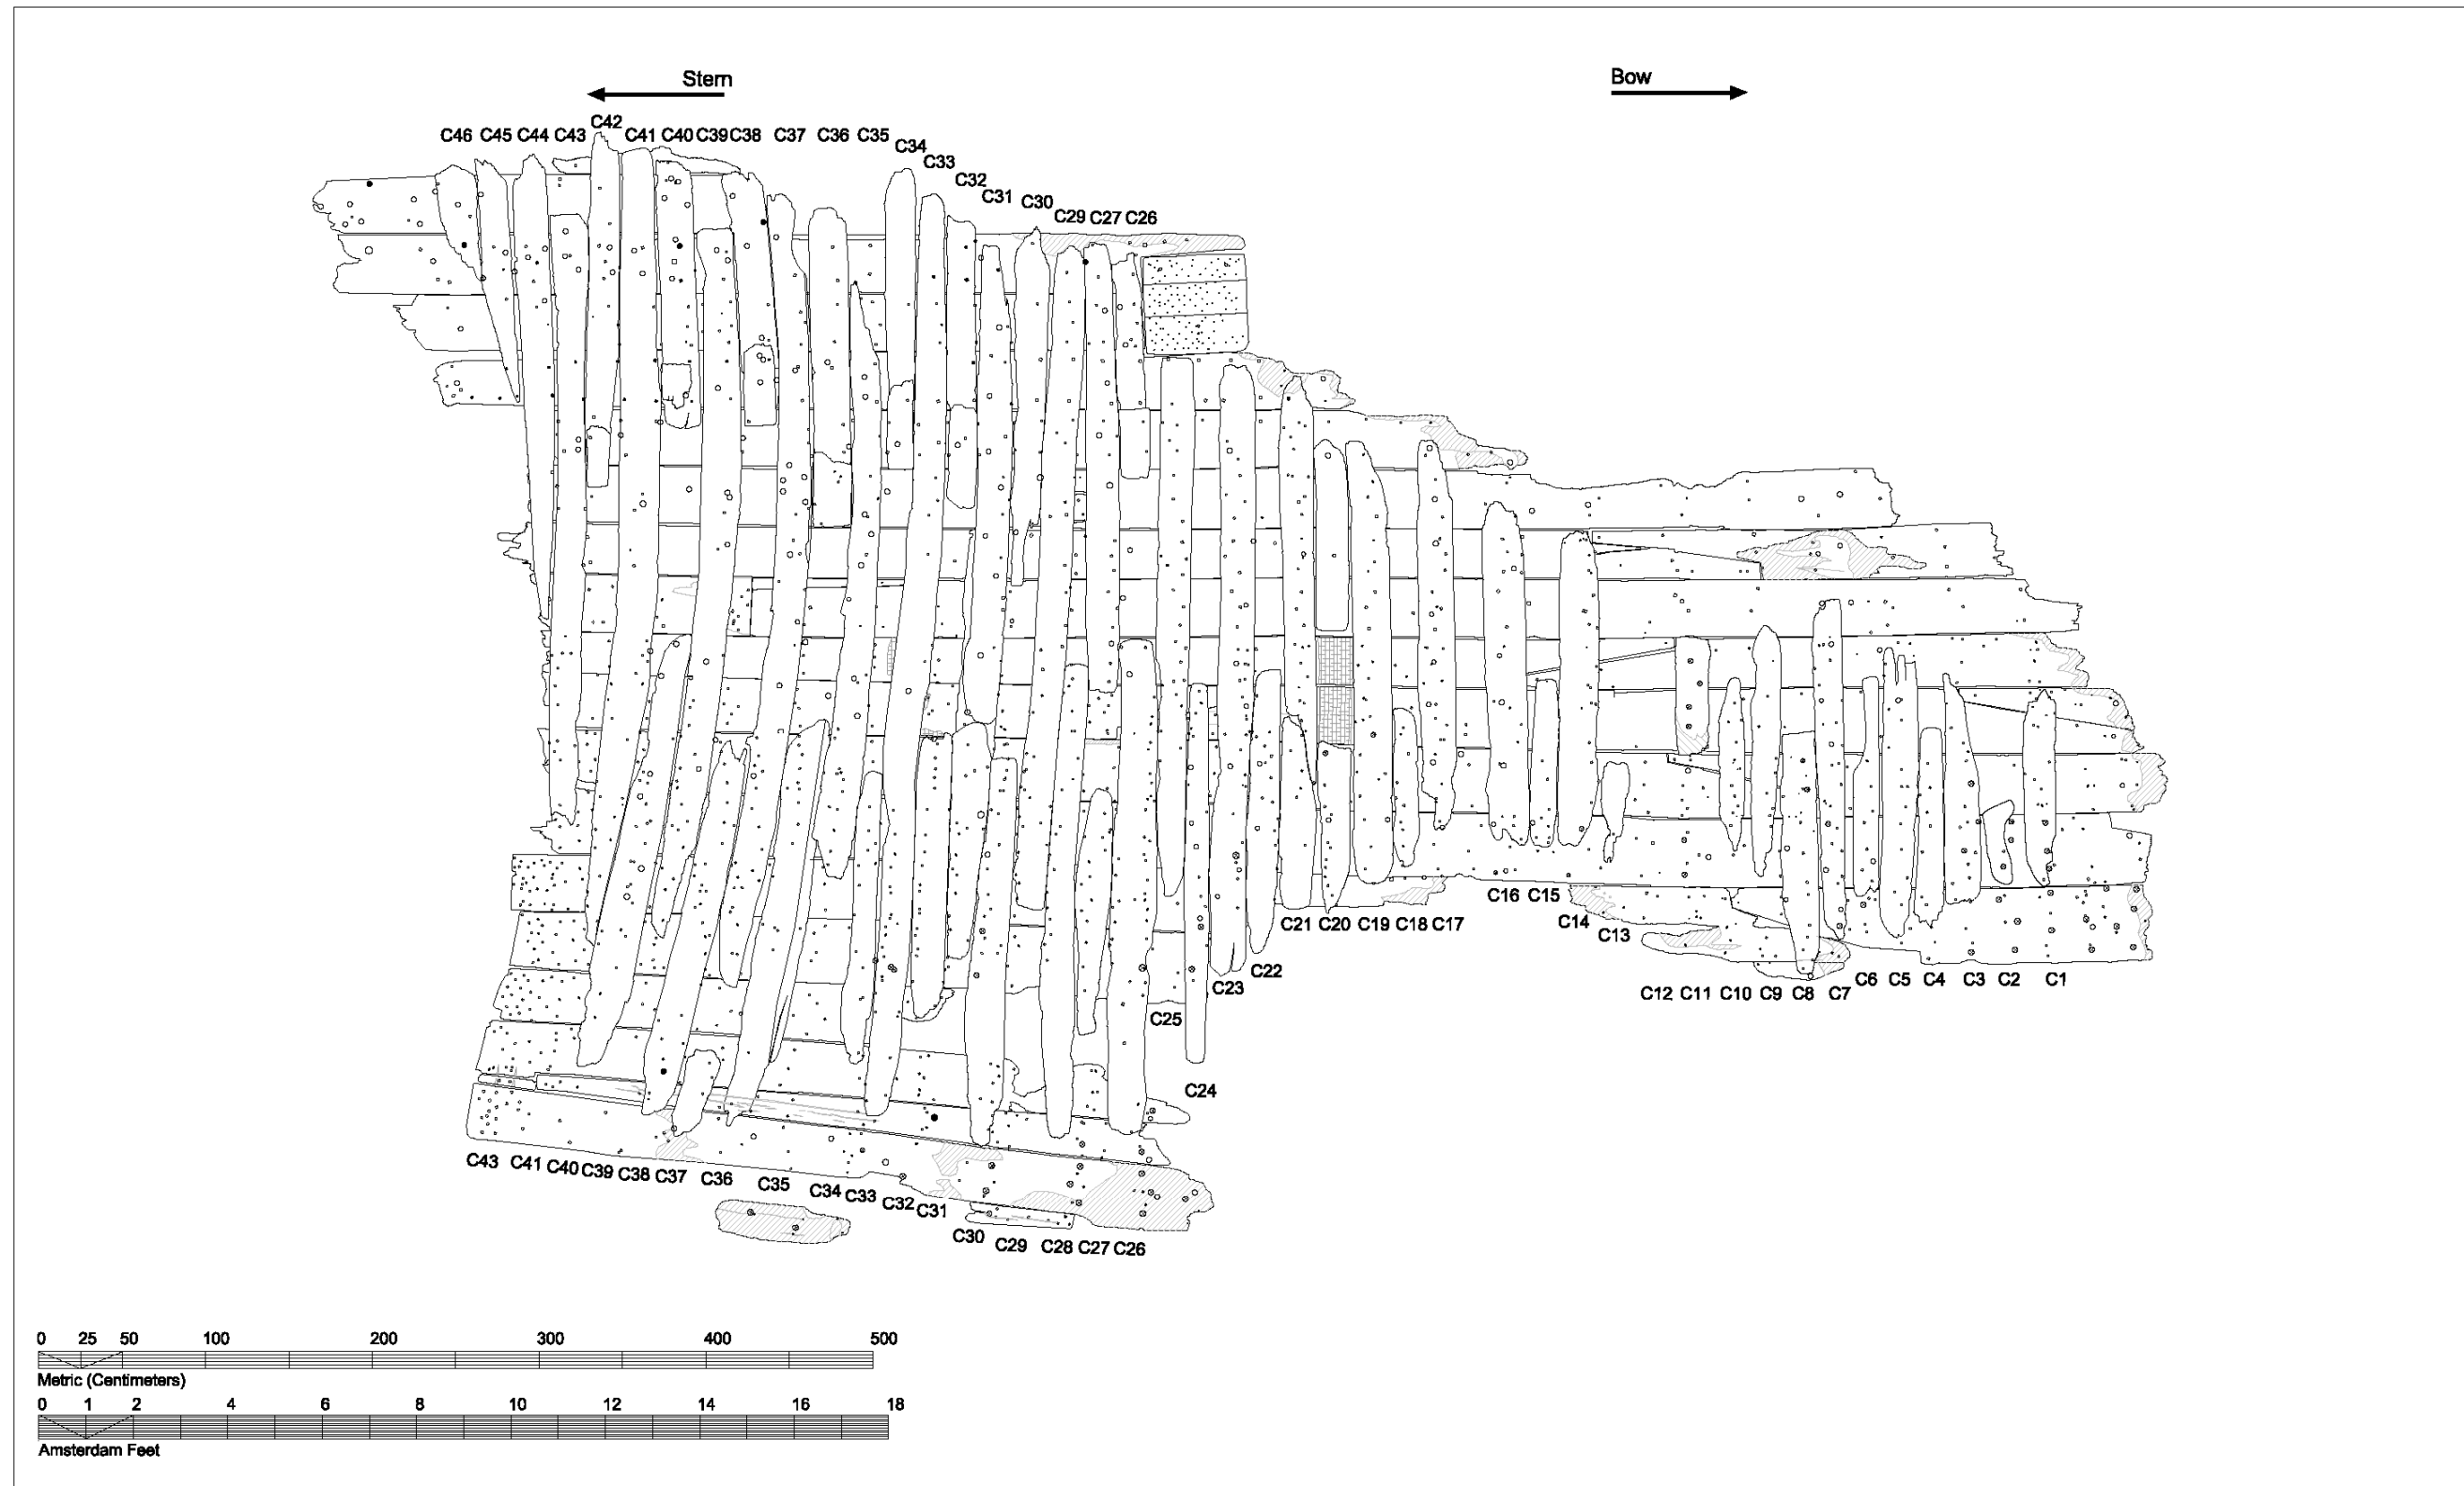 Stern
Bow
C46 C45 C44 C43 C42 C41 C40 C39 C38 C37 C36 C35 C34 C33 C32 C31 C30 C29 C27 C26
C16 C15 C14 C13
C21 C20 C19 C18 C17
C22
C23
C25
C24
C12 C11 C10 C9 C8 C7 C6 C5 C4 C3 C2 C1
C43 C41 C40 C39 C38 C37 C36 C35 C34 C33 C32 C31 C30 C29 C28 C27 C26
0 25 50 100 200 300 400 500
Metric (Centimeters)
0 1 2 4 6 8 10 12 14 16 18
Amsterdam Feet